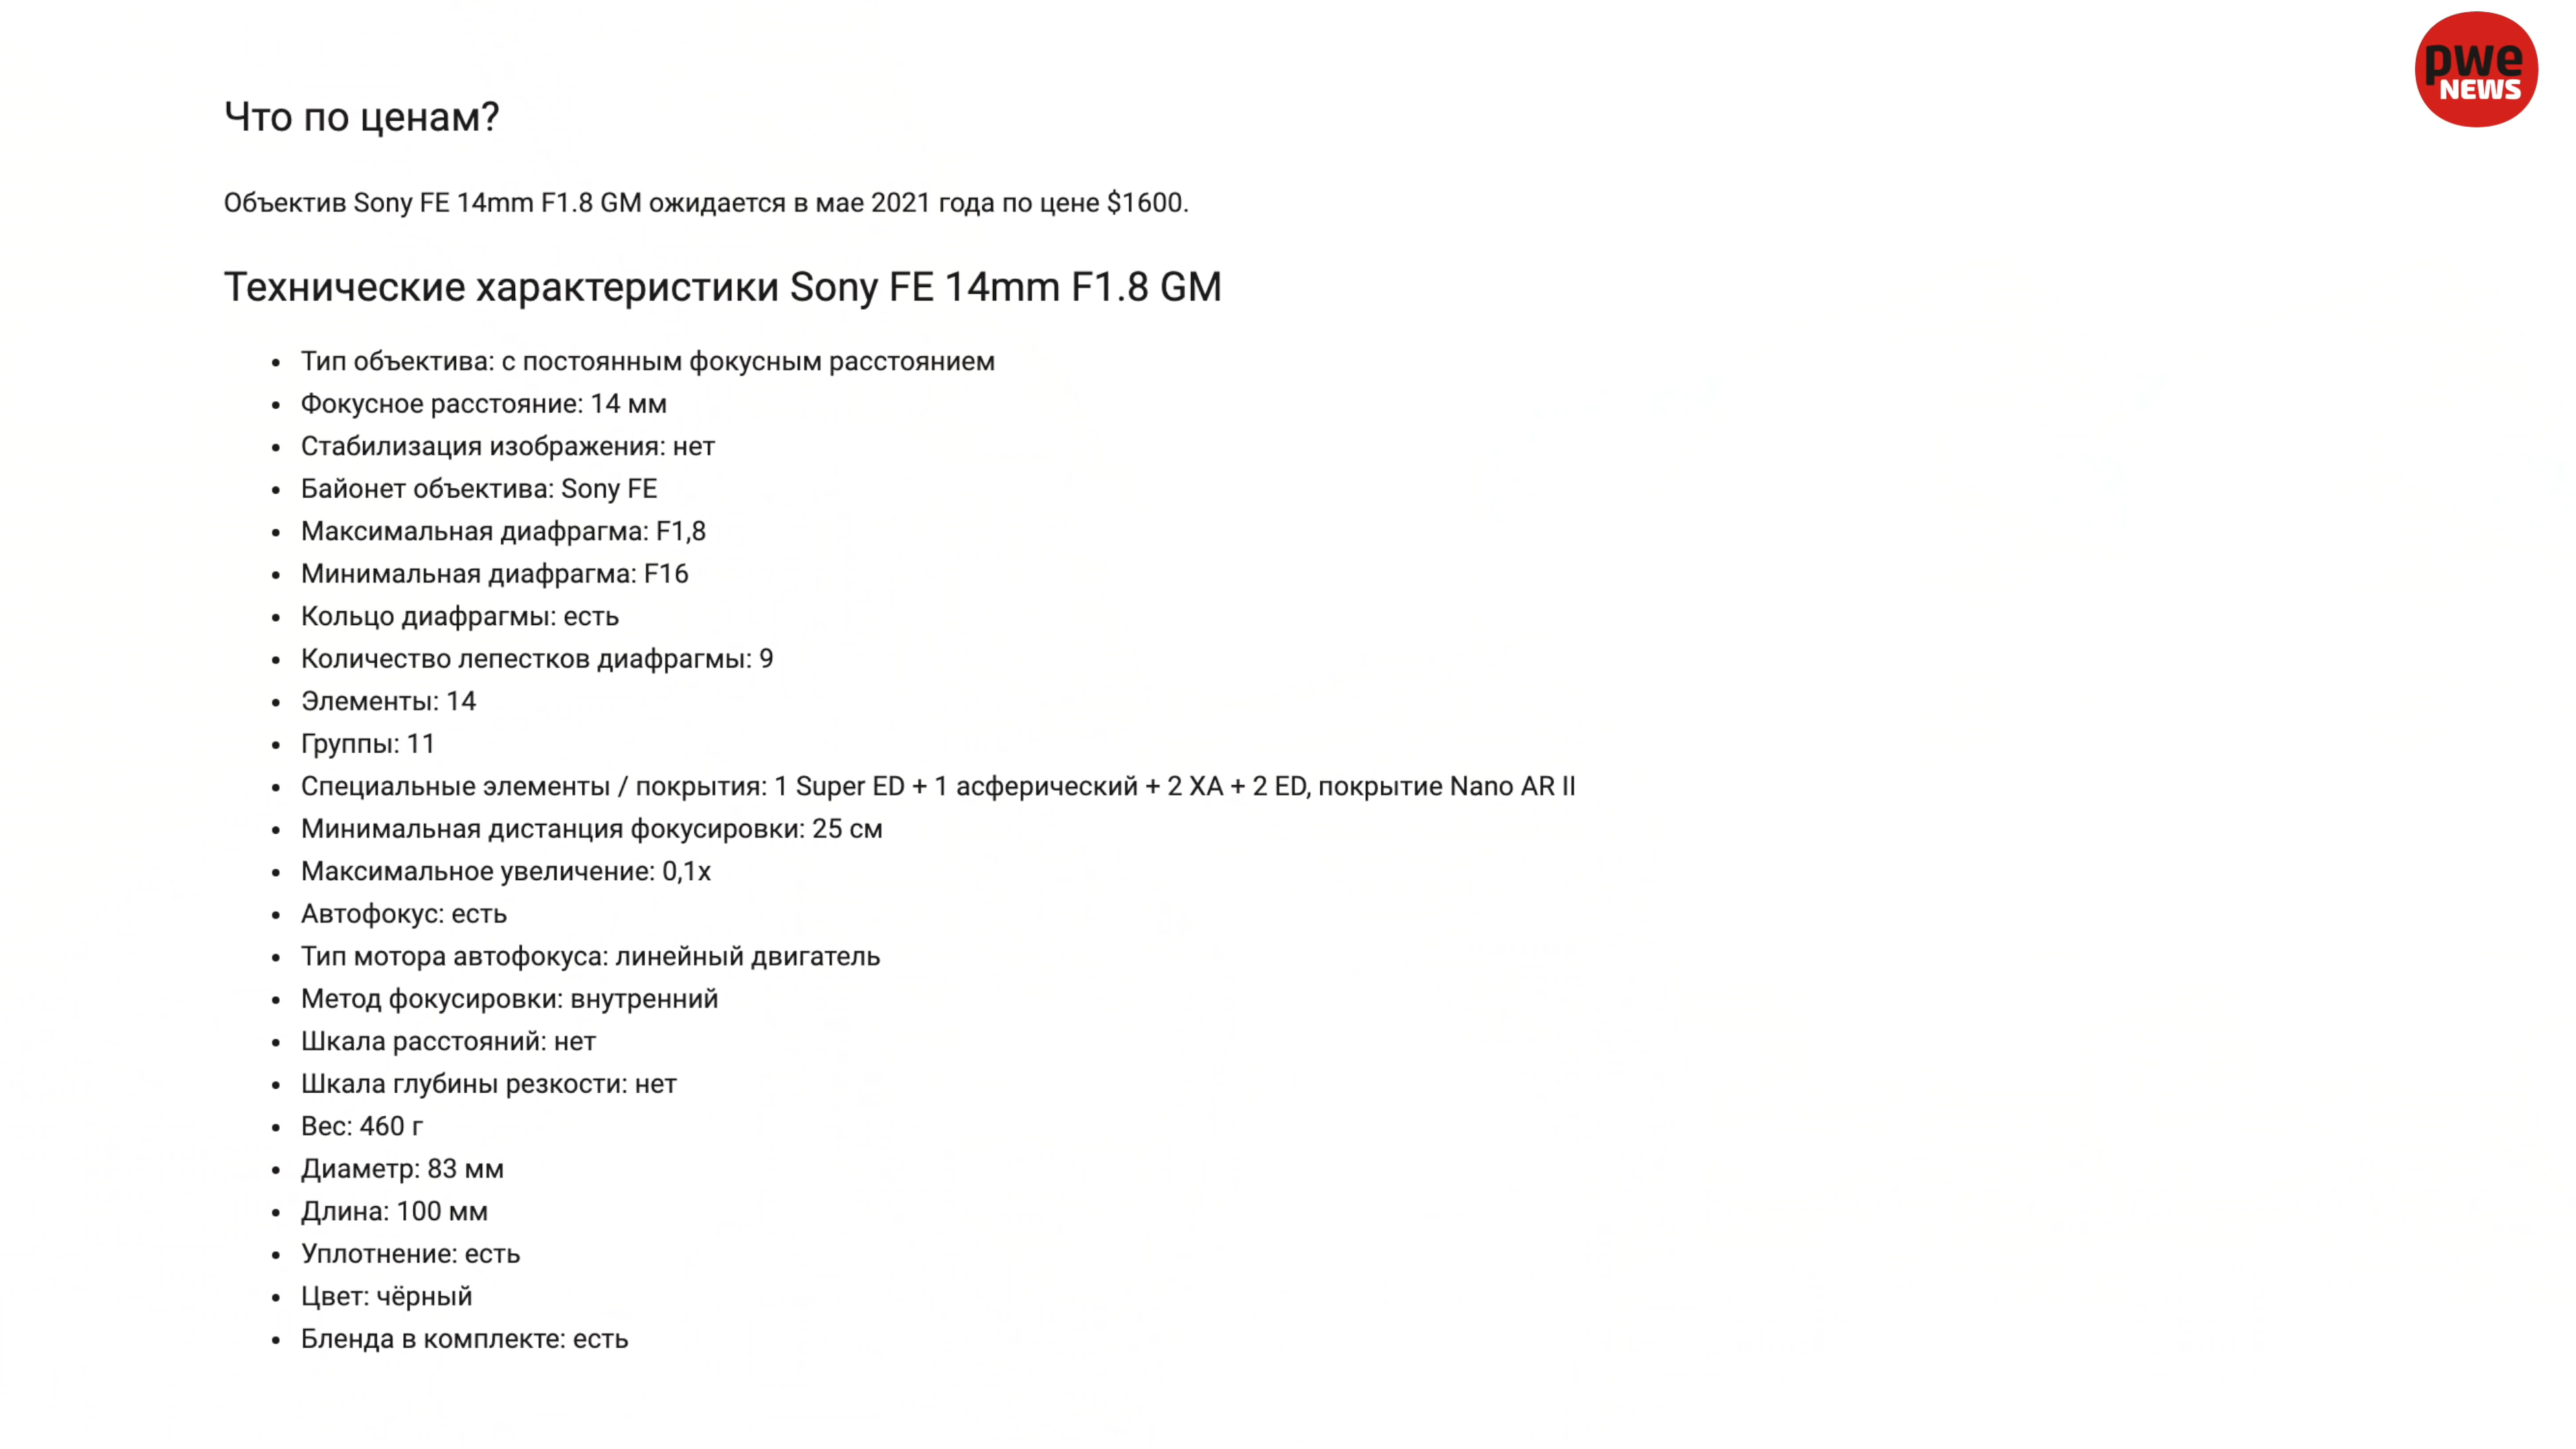 pwe
NEWS
Что по ценам?
Объектив Sony FE 14mm F1.8 GM ожидается в мае 2021 года по цене $1600.
Технические характеристики Sony FE 14mm F1.8 GM
• Тип объектива: с постоянным фокусным расстоянием
• Фокусное расстояние: 14 мм
• Стабилизация изображения: нет
• Байонет объектива: Sony FE
• Максимальная диафрагма: F1,8
• Минимальная диафрагма: F16
• Кольцо диафрагмы: есть
• Количество лепестков диафрагмы: 9
• Элементы: 14
• Группы: 11
• Специальные элементы / покрытия: 1 Super ED + 1 асферический + 2 XA + 2 ED, покрытие Nano AR II
• Минимальная дистанция фокусировки: 25 см
• Максимальное увеличение: 0,1x
• Автофокус: есть
• Тип мотора автофокуса: линейный двигатель
• Метод фокусировки: внутренний
• Шкала расстояний: нет
• Шкала глубины резкости: нет
• Вес: 460 г
• Диаметр: 83 мм
• Длина: 100 мм
• Уплотнение: есть
• Цвет: чёрный
• Бленда в комплекте: есть